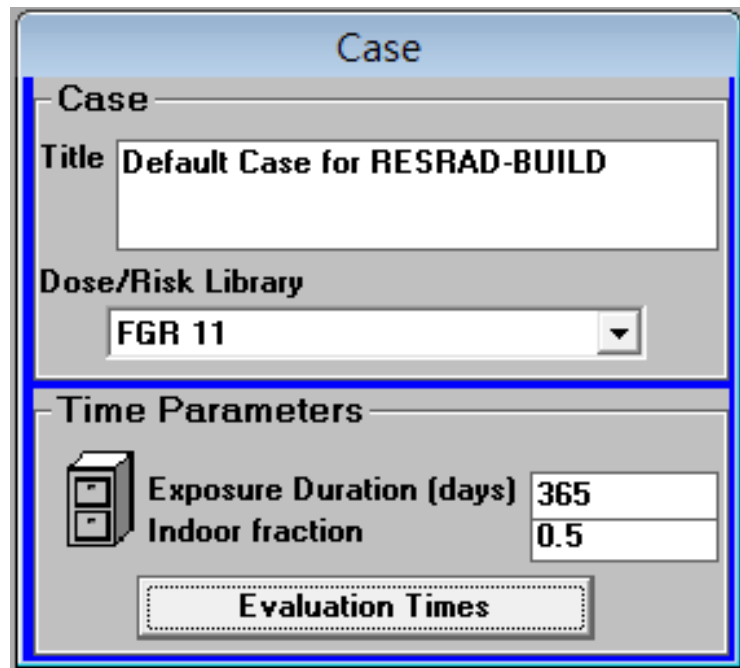 Case
Case
Title Default Case for RESRAD-BUILD
Dose/Risk Library
FGR 11
Time Parameters
Exposure Duration (days) 365
Indoor fraction 0.5
Evaluation Times